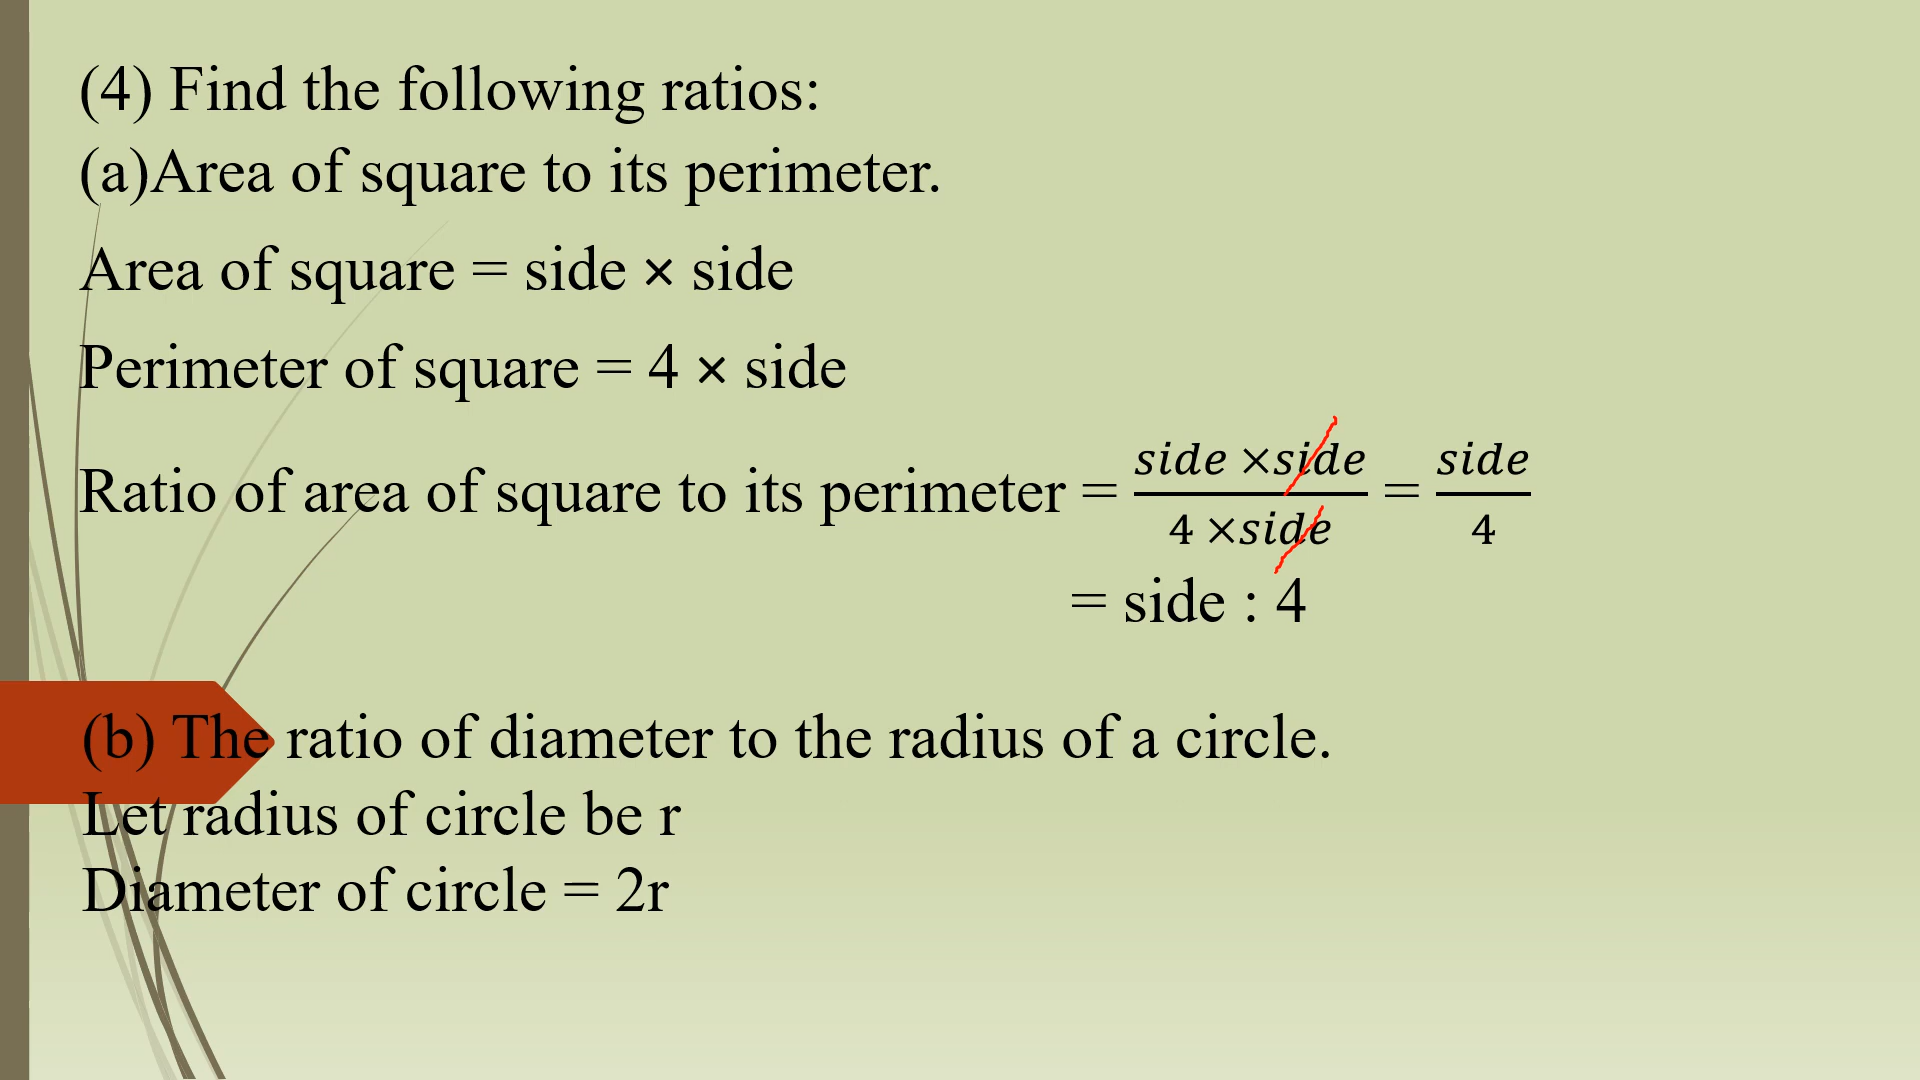 (4) Find the following ratios:
(a)Area of square to its perimeter.
Area of square = side × side
Perimeter of square = 4 × side
Ratio of area of square to its perimeter = side ×side / 4 ×side = side / 4
= side : 4
(b) The ratio of diameter to the radius of a circle.
Let radius of circle be r
Diameter of circle = 2r